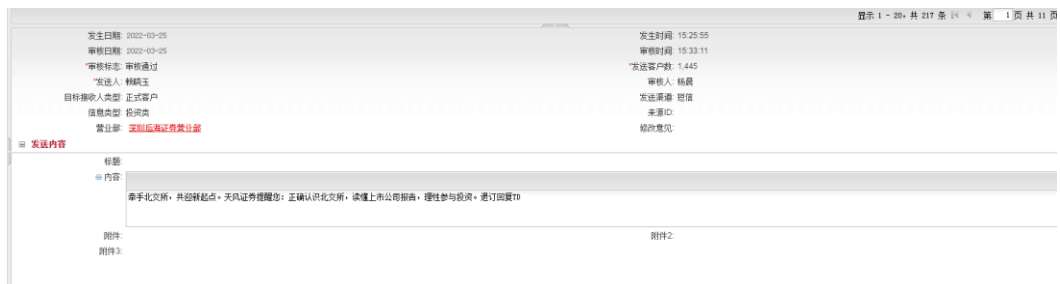 显示 1 - 20，共 217 条 第 1 页 共 11 页
发生日期: 2022-03-25 发生时间: 15:25:55
审核日期: 2022-03-25 审核时间: 15:33:11
*审核标志: 审核通过 *发送客户数: 1,445
*发送人: 赖晓玉 审核人: 杨晨
目标接收人类型: 正式客户 发送渠道: 短信
信息类型: 投资类 来源ID:
营业部: 深圳后海证券营业部 修改意见:
发送内容
标题:
内容:
牵手北交所，共迎新起点。天风证券提醒您：正确认识北交所，读懂上市公司报告，理性参与投资。退订回复TD
附件: 附件2:
附件3: